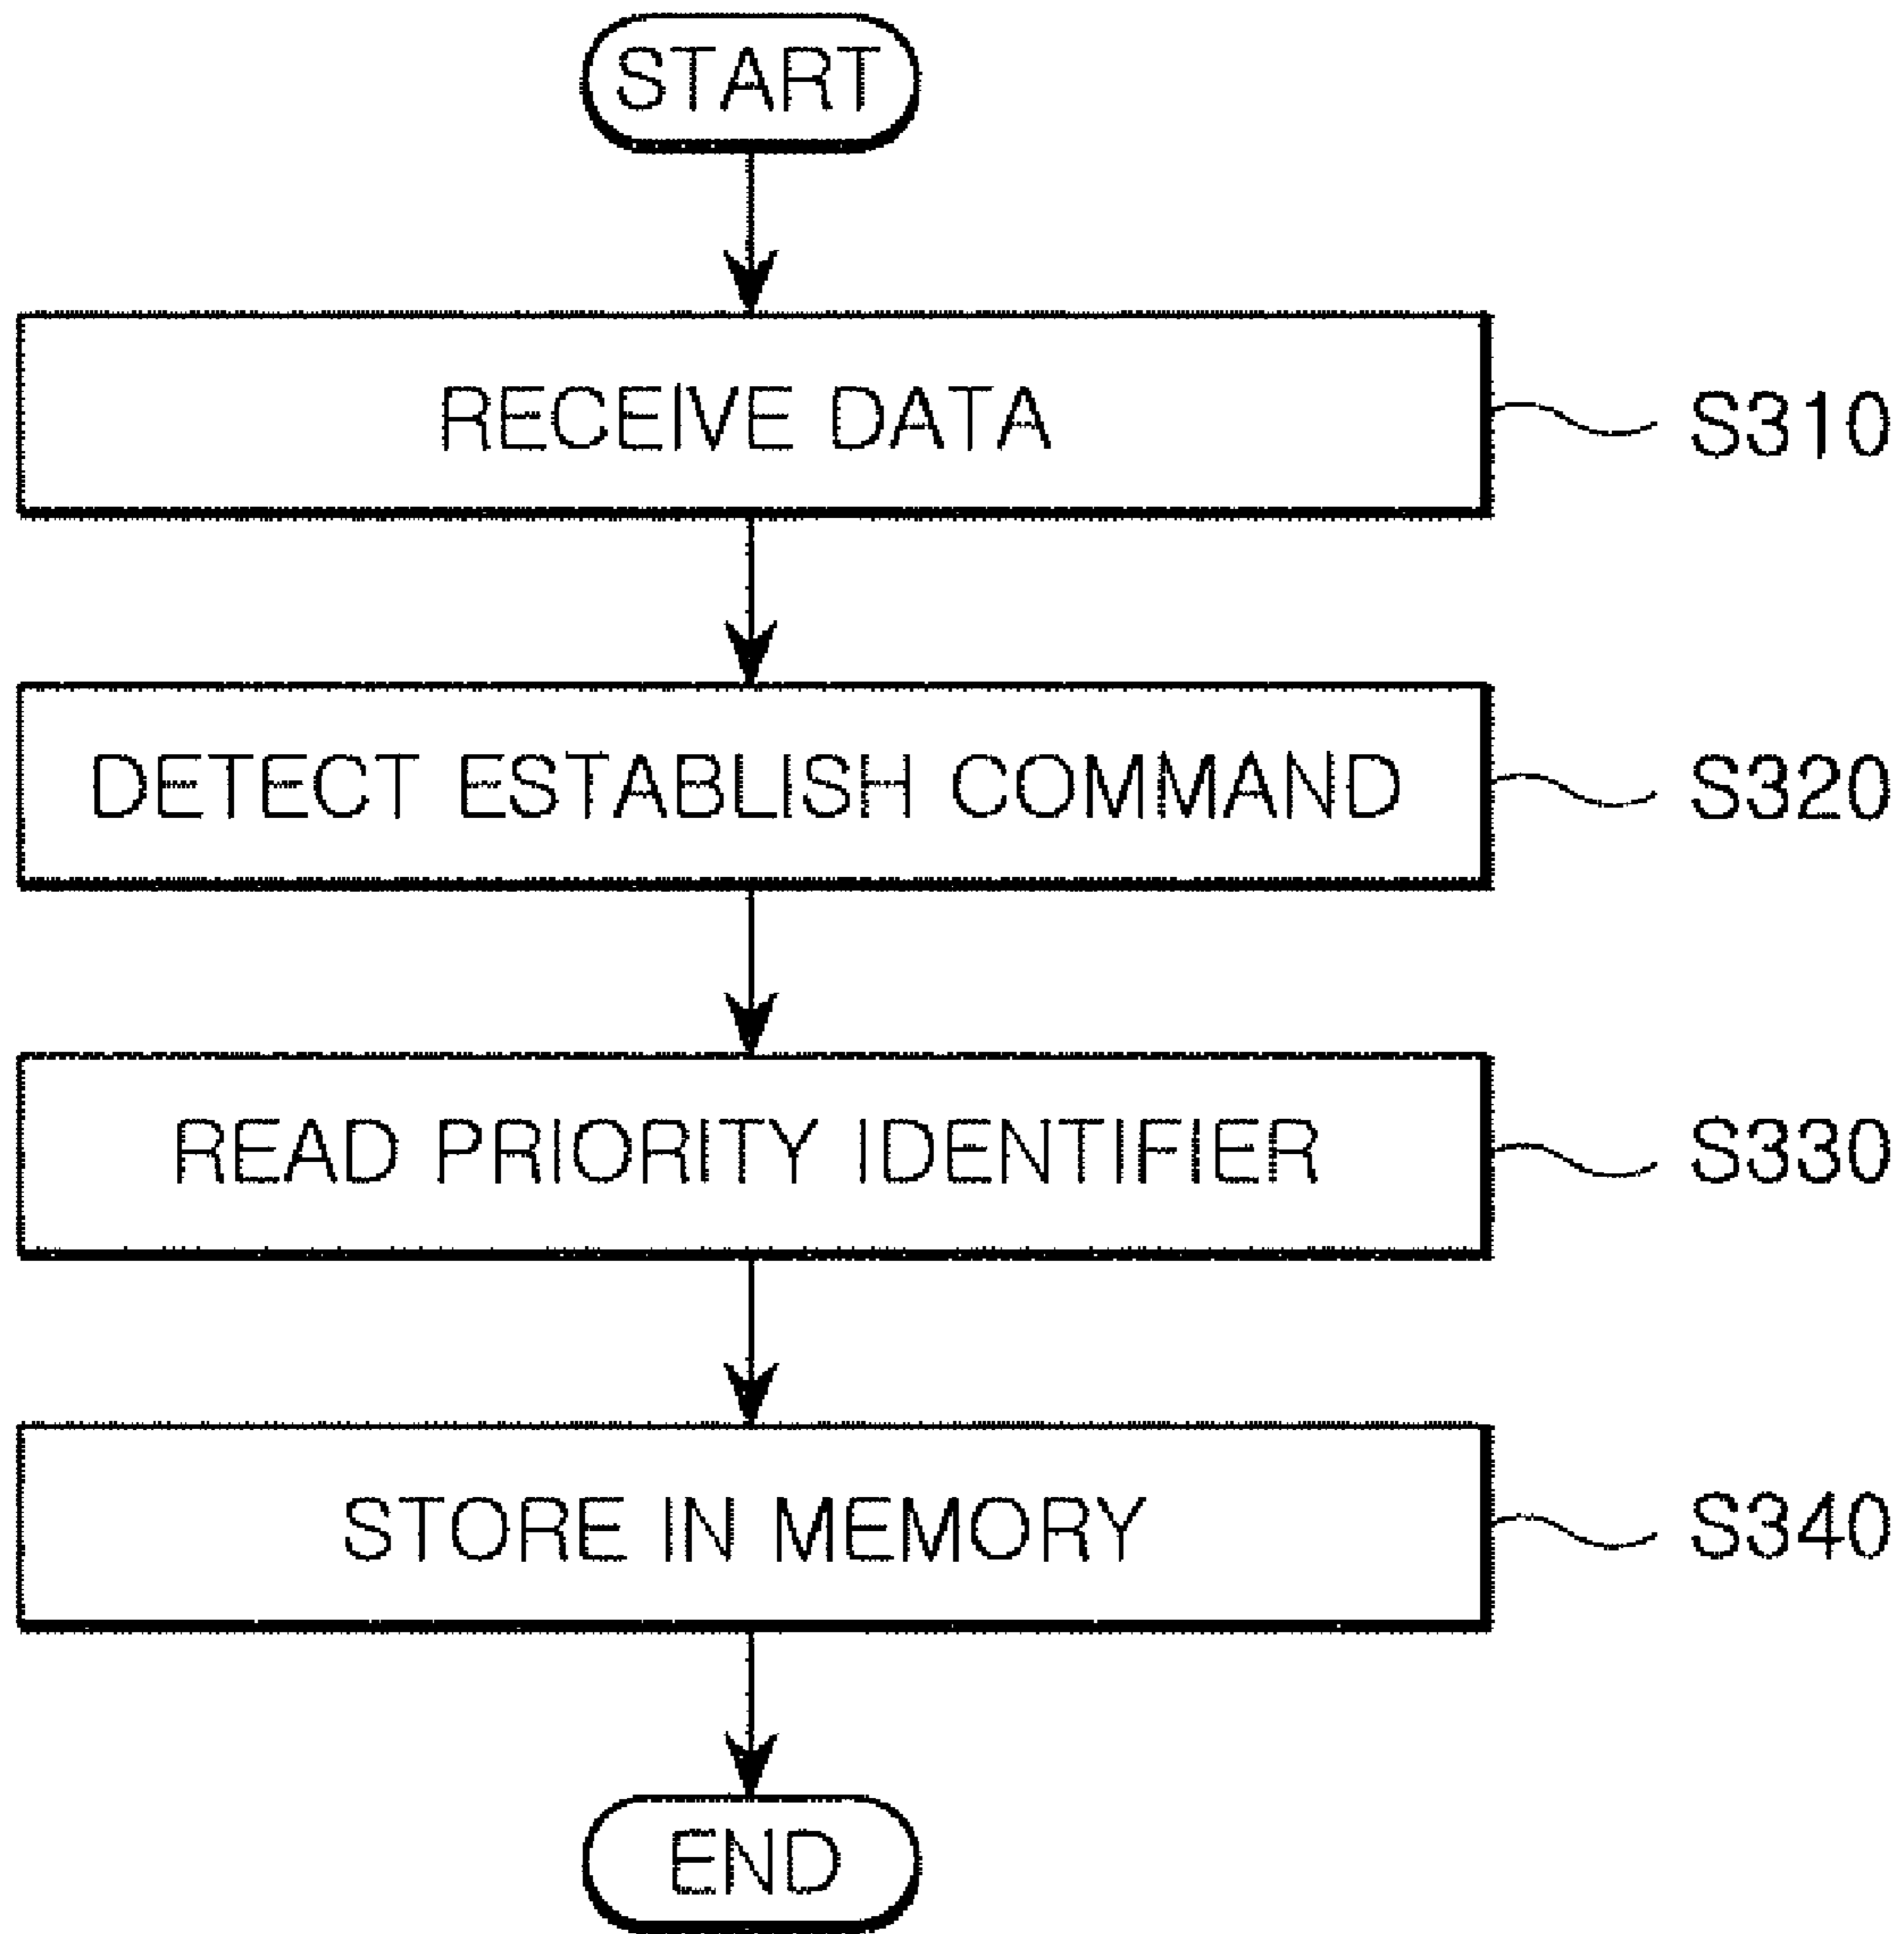 START
RECEIVE DATA
S310
DETECT ESTABLISH COMMAND
S320
READ PRIORITY IDENTIFIER
S330
STORE IN MEMORY
S340
END